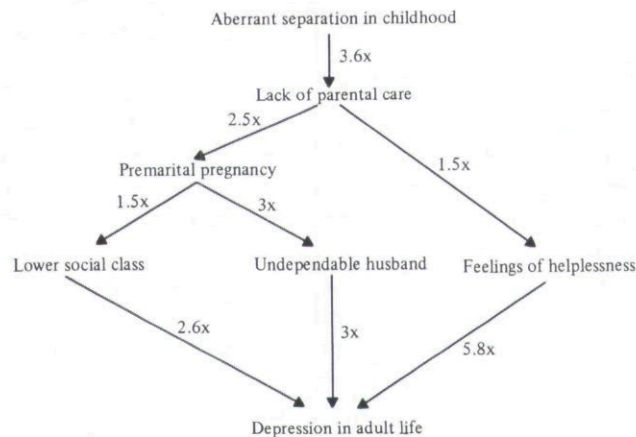 Aberrant separation in childhood
3.6x
Lack of parental care
2.5x
1.5x
Premarital pregnancy
1.5x
3x
Lower social class
Undependable husband
Feelings of helplessness
2.6x
3x
5.8x
Depression in adult life